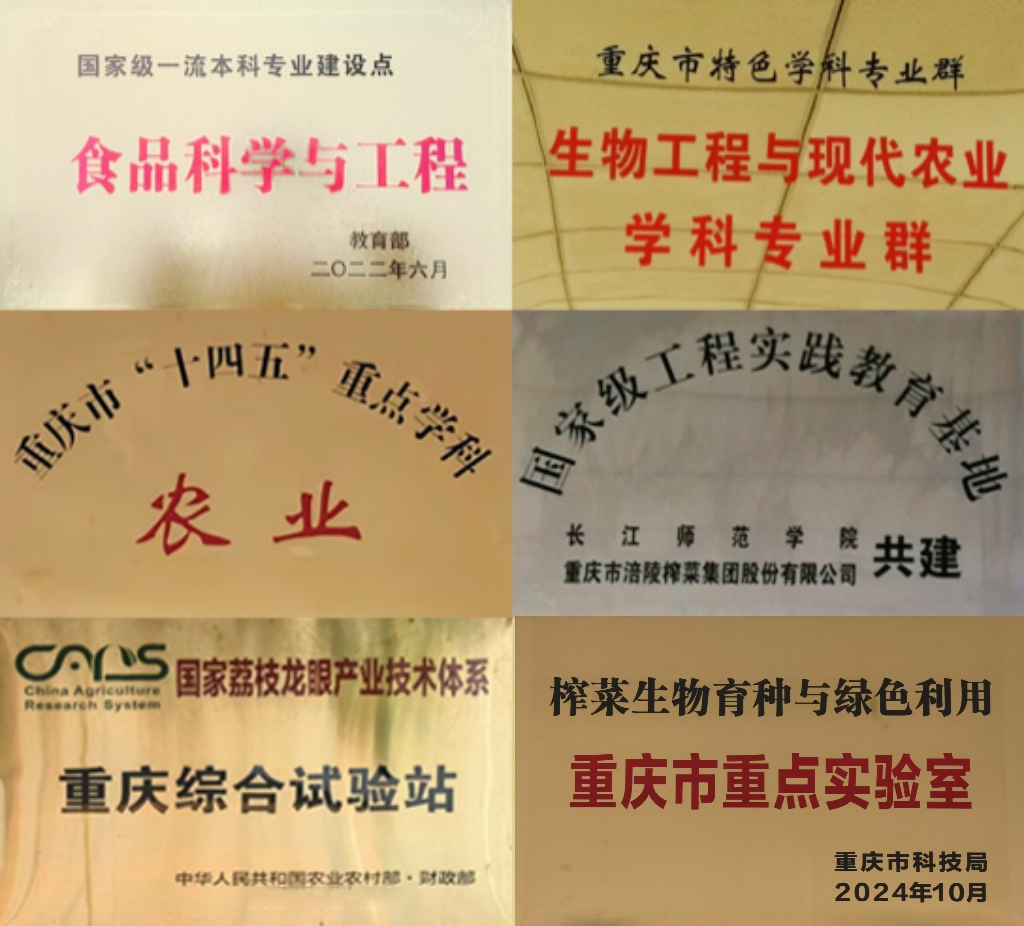 国家级一流本科专业建设点
食品科学与工程
教育部
二〇二二年六月
重庆市特色学科专业群
生物工程与现代农业
学科专业群
重庆市“十四五”重点学科
农业
国家级工程实践教育基地
长江师范学院
重庆市涪陵榨菜集团股份有限公司
共建
CARS
China Agriculture
Research System
国家荔枝龙眼产业技术体系
重庆综合试验站
中华人民共和国农业农村部·财政部
榨菜生物育种与绿色利用
重庆市重点实验室
重庆市科技局
2024年10月